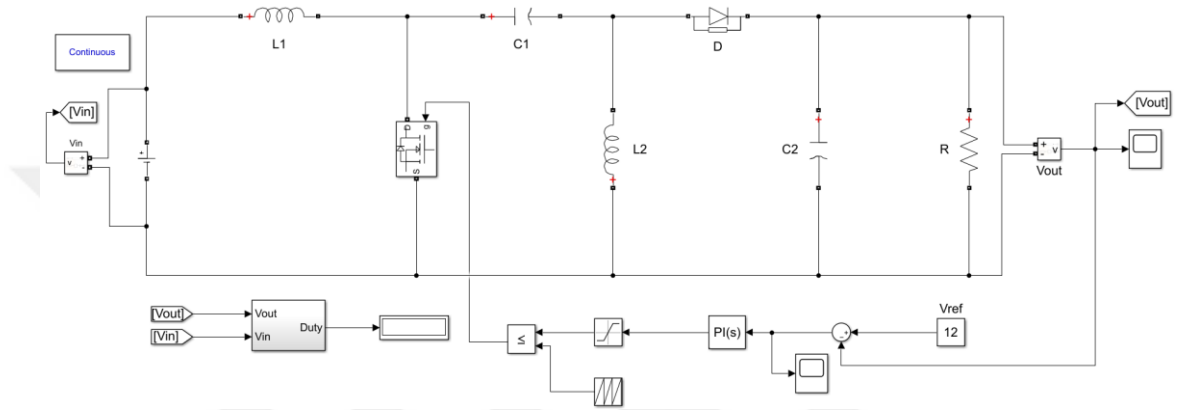 L1
C1
D
Continuous
[Vin]
Vin
v
+
-
+
g
D
S
L2
C2
R
[Vout]
+
-
v
Vout
[Vout]
[Vin]
Vout
Vin
Duty
≤
PI(s)
Vref
12